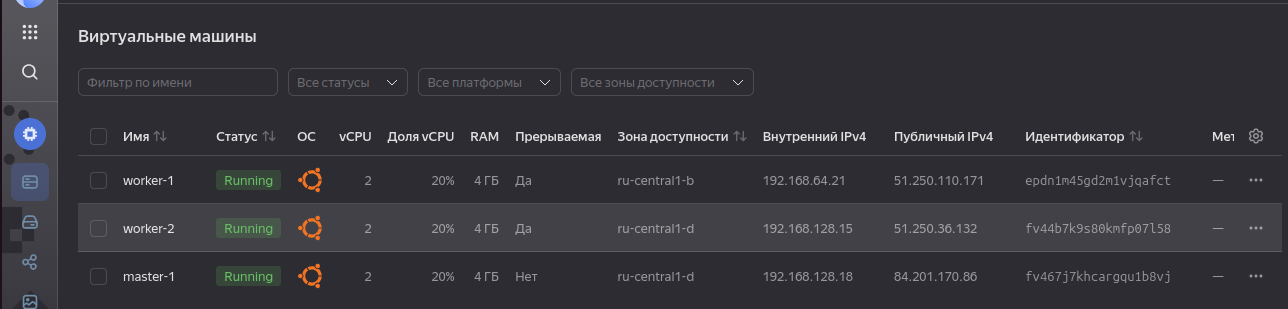 Виртуальные машины
Фильтр по имени Все статусы Все платформы Все зоны доступности
Имя Статус ОС vCPU Доля vCPU RAM Прерываемая Зона доступности Внутренний IPv4 Публичный IPv4 Идентификатор Мет
worker-1 Running 2 20% 4 ГБ Да ru-central1-b 192.168.64.21 51.250.110.171 epdn1m45gd2m1vjqafct —
worker-2 Running 2 20% 4 ГБ Да ru-central1-d 192.168.128.15 51.250.36.132 fv44b7k9s80kmfp07l58 —
master-1 Running 2 20% 4 ГБ Нет ru-central1-d 192.168.128.18 84.201.170.86 fv467j7khcargqu1b8vj —